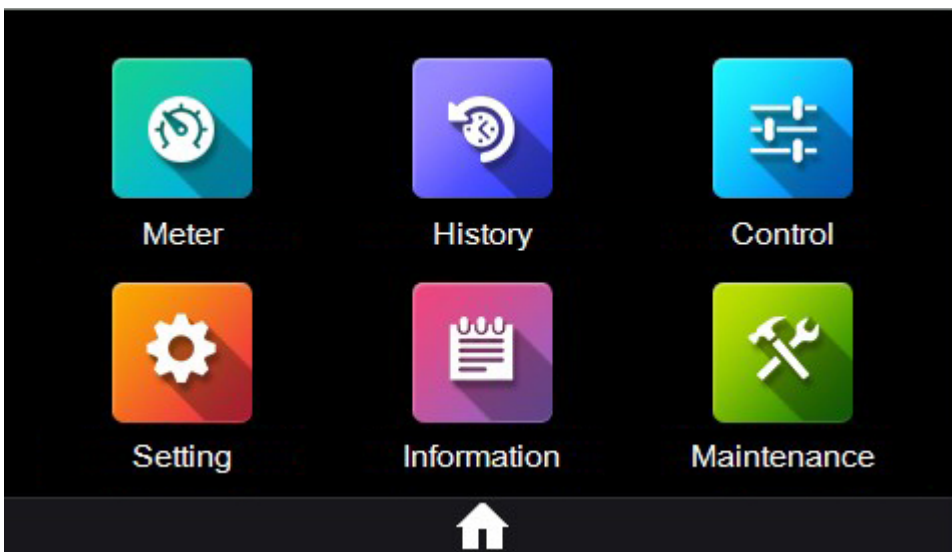 Meter
History
Control
Setting
Information
Maintenance